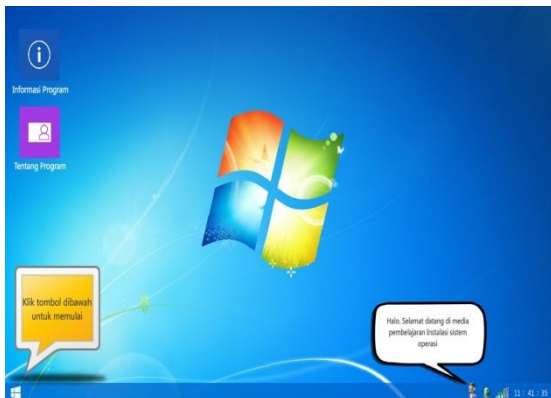 Informasi Program
Tentang Program
Klik tombol dibawah
untuk memulai
Halo. Selamat datang di media
pembelajaran Instalasi sistem
operasi
11 : 41 : 35